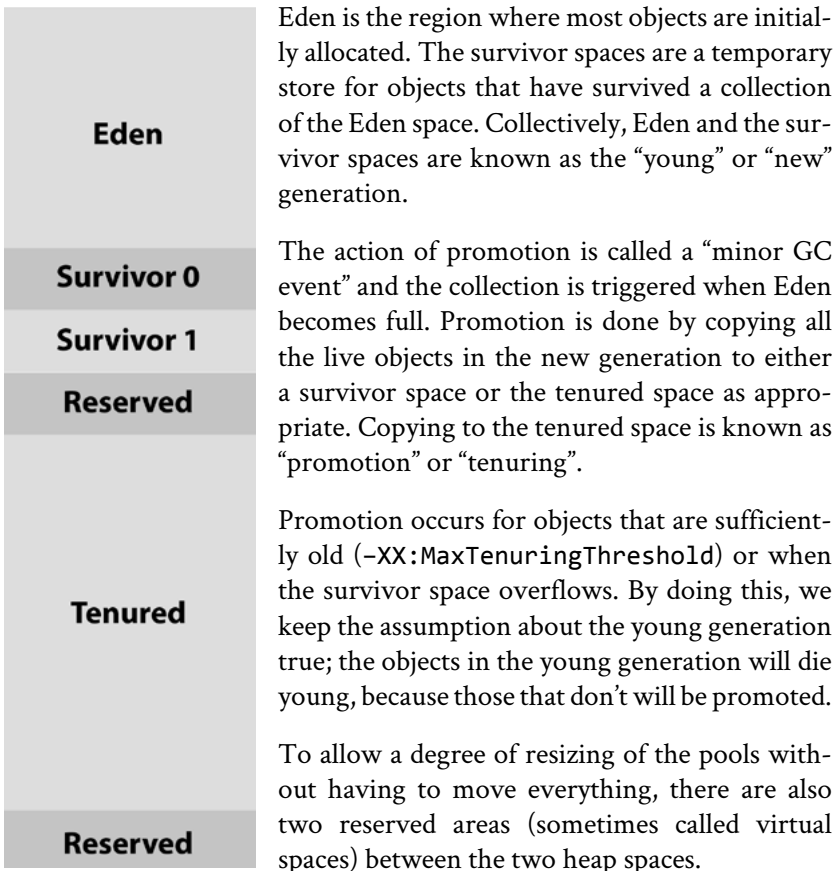 Eden
Survivor 0
Survivor 1
Reserved
Tenured
Reserved
Eden is the region where most objects are initial-
ly allocated. The survivor spaces are a temporary
store for objects that have survived a collection
of the Eden space. Collectively, Eden and the sur-
vivor spaces are known as the “young” or “new”
generation.
The action of promotion is called a “minor GC
event” and the collection is triggered when Eden
becomes full. Promotion is done by copying all
the live objects in the new generation to either
a survivor space or the tenured space as appro-
priate. Copying to the tenured space is known as
“promotion” or “tenuring”.
Promotion occurs for objects that are sufficient-
ly old (–XX:MaxTenuringThreshold) or when
the survivor space overflows. By doing this, we
keep the assumption about the young generation
true; the objects in the young generation will die
young, because those that don’t will be promoted.
To allow a degree of resizing of the pools with-
out having to move everything, there are also
two reserved areas (sometimes called virtual
spaces) between the two heap spaces.